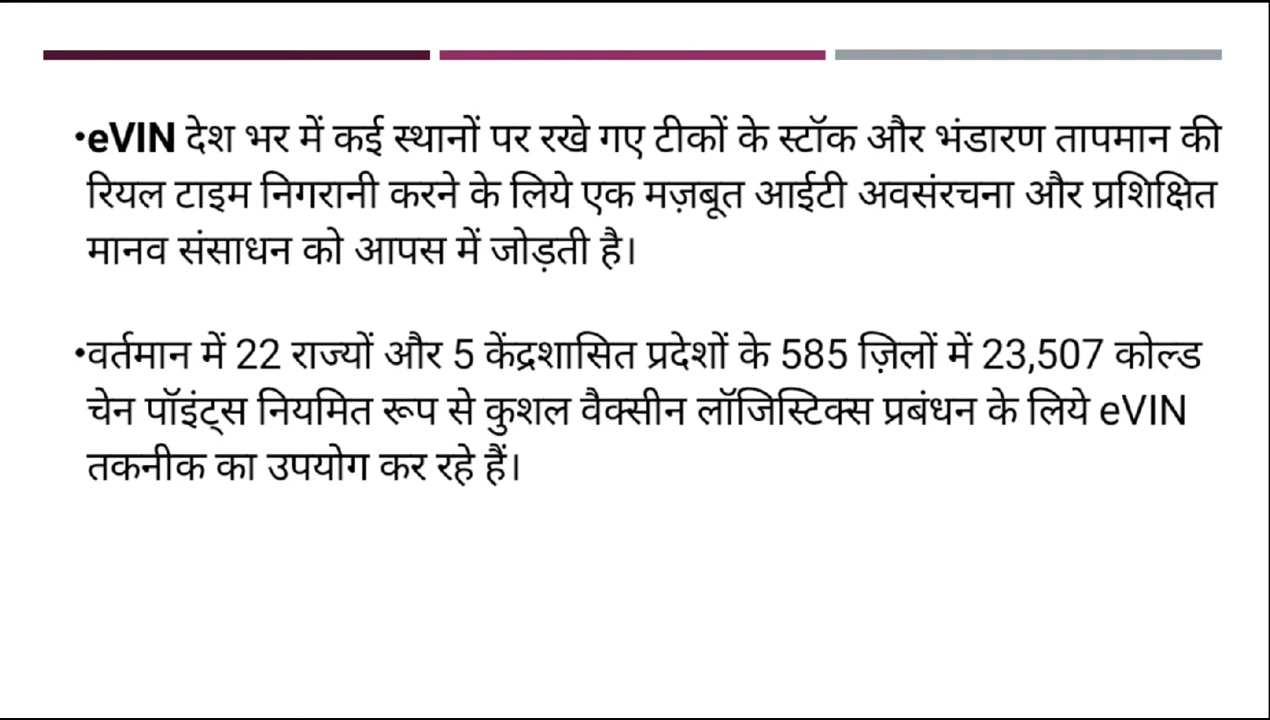 •eVIN देश भर में कई स्थानों पर रखे गए टीकों के स्टॉक और भंडारण तापमान की
रियल टाइम निगरानी करने के लिये एक मज़बूत आईटी अवसंरचना और प्रशिक्षित
मानव संसाधन को आपस में जोड़ती है।
•वर्तमान में 22 राज्यों और 5 केंद्रशासित प्रदेशों के 585 ज़िलों में 23,507 कोल्ड
चेन पॉइंट्स नियमित रूप से कुशल वैक्सीन लॉजिस्टिक्स प्रबंधन के लिये eVIN
तकनीक का उपयोग कर रहे हैं।